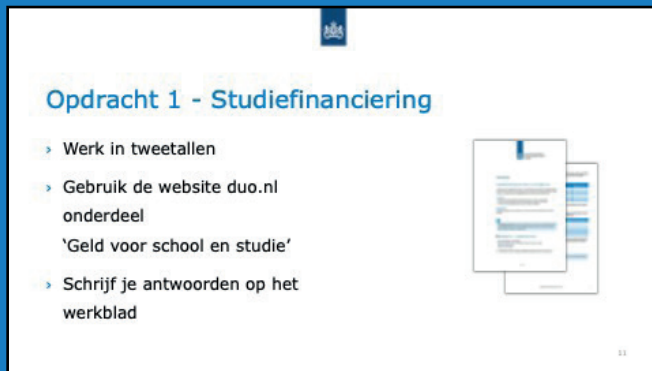 Opdracht 1 - Studiefinanciering
› Werk in tweetallen
› Gebruik de website duo.nl
onderdeel
‘Geld voor school en studie’
› Schrijf je antwoorden op het
werkblad
11